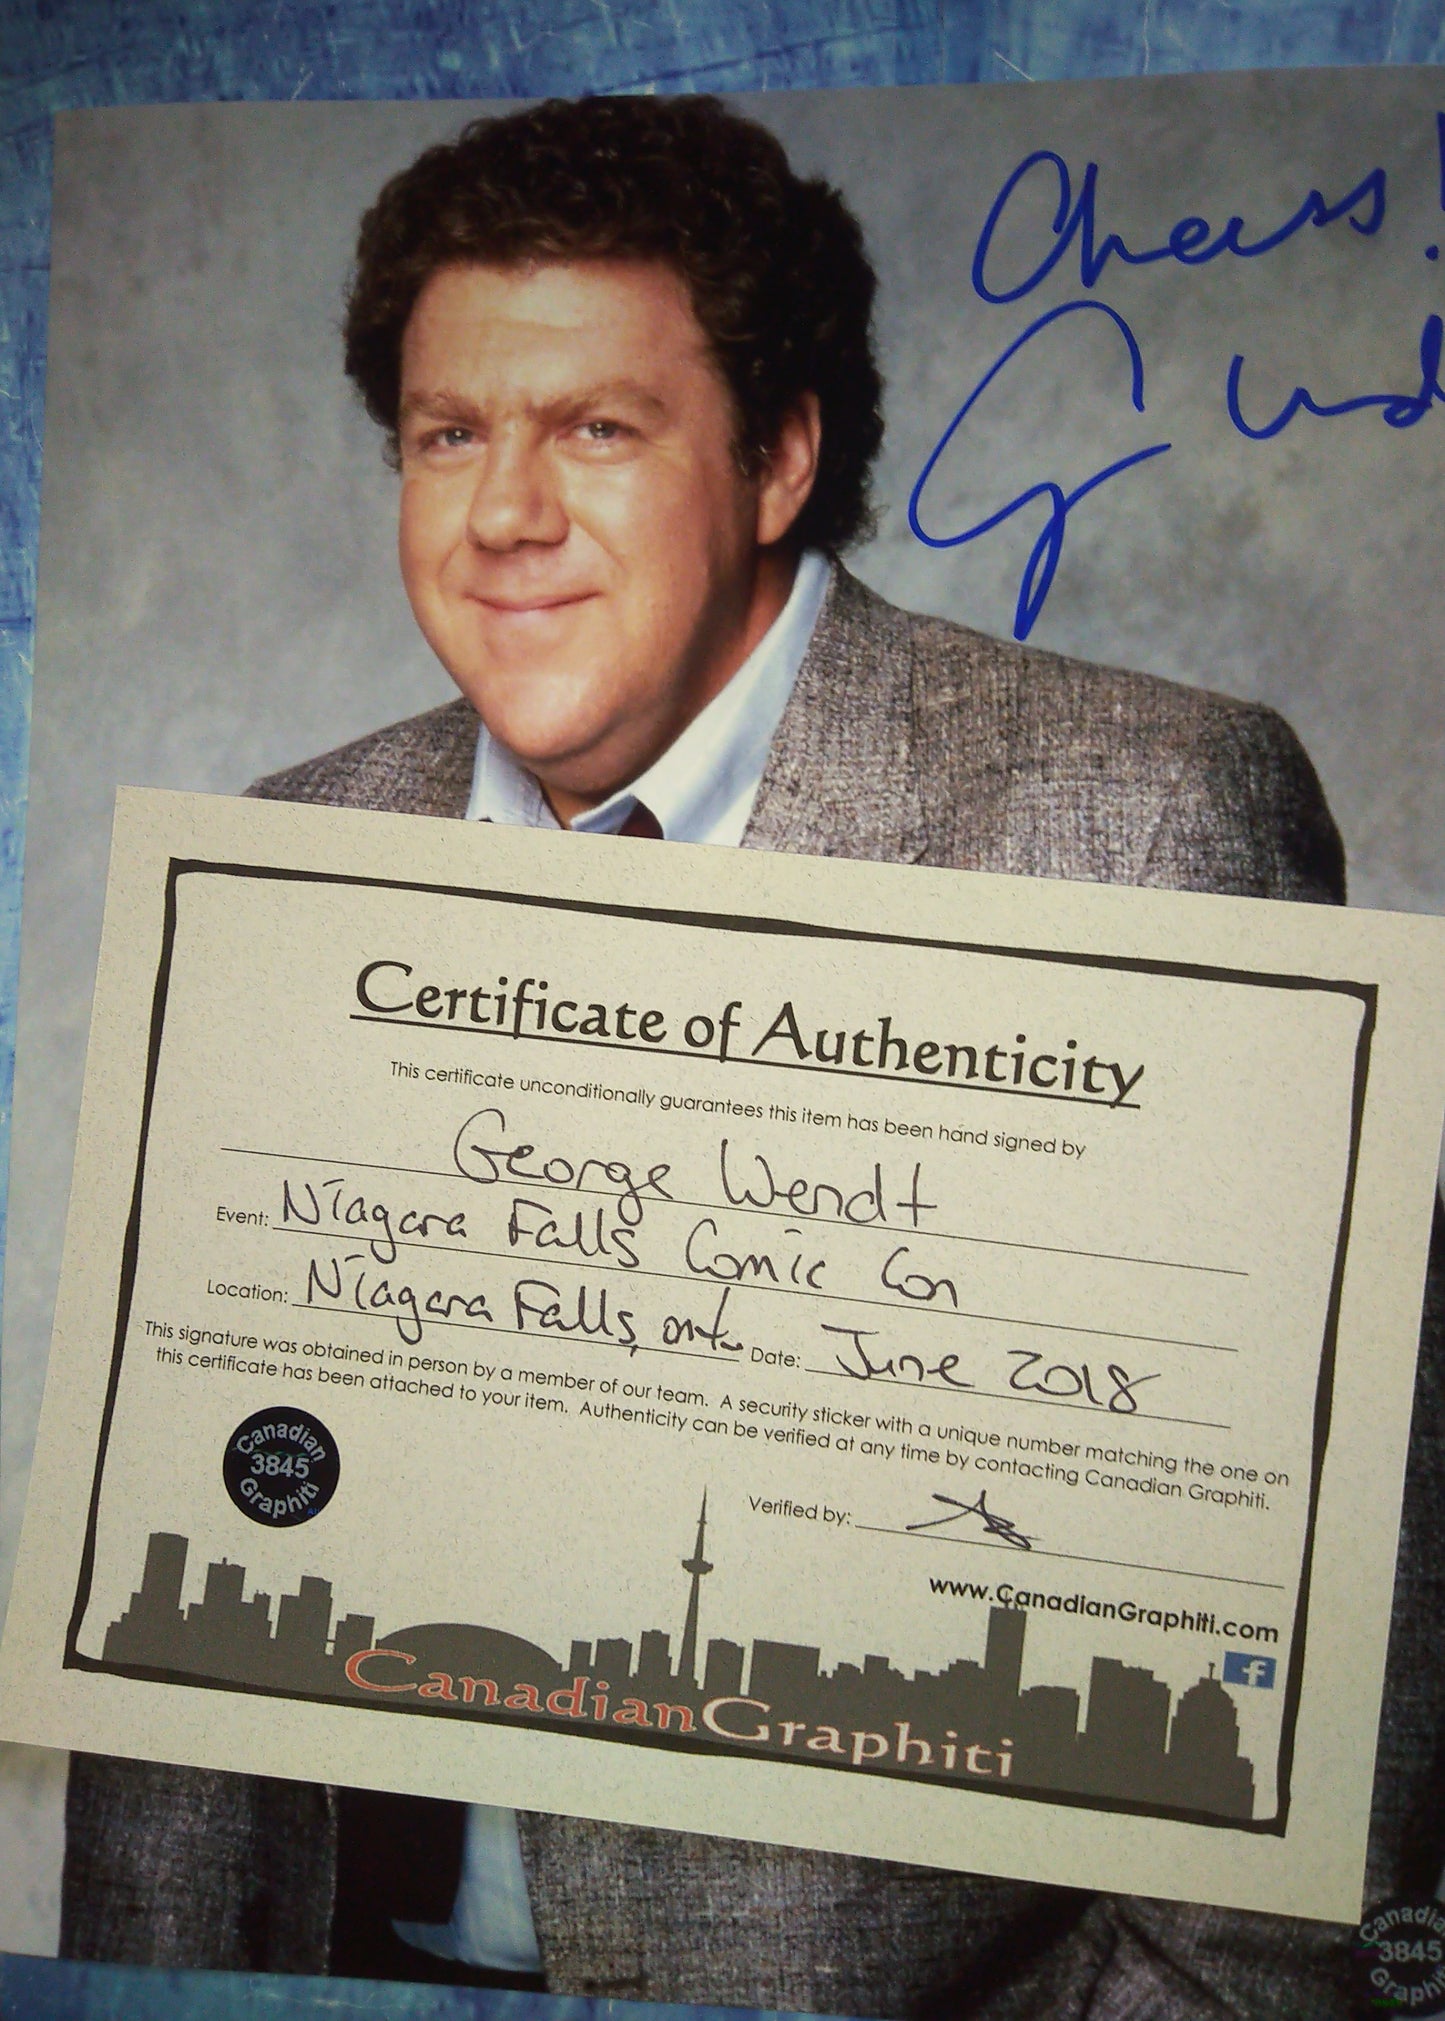 Cheers!
G Wend
Certificate of Authenticity
This certificate unconditionally guarantees this item has been hand signed by
George Wendt
Event: Niagara Falls Comic Con
Location: Niagara Falls, ont. Date: June 2018
This signature was obtained in person by a member of our team. A security sticker with a unique number matching the one on
this certificate has been attached to your item. Authenticity can be verified at any time by contacting Canadian Graphiti.
Canadian
3845
Graphiti
Verified by:
www.CanadianGraphiti.com
f
CanadianGraphiti
Canadia
3845
Graphi